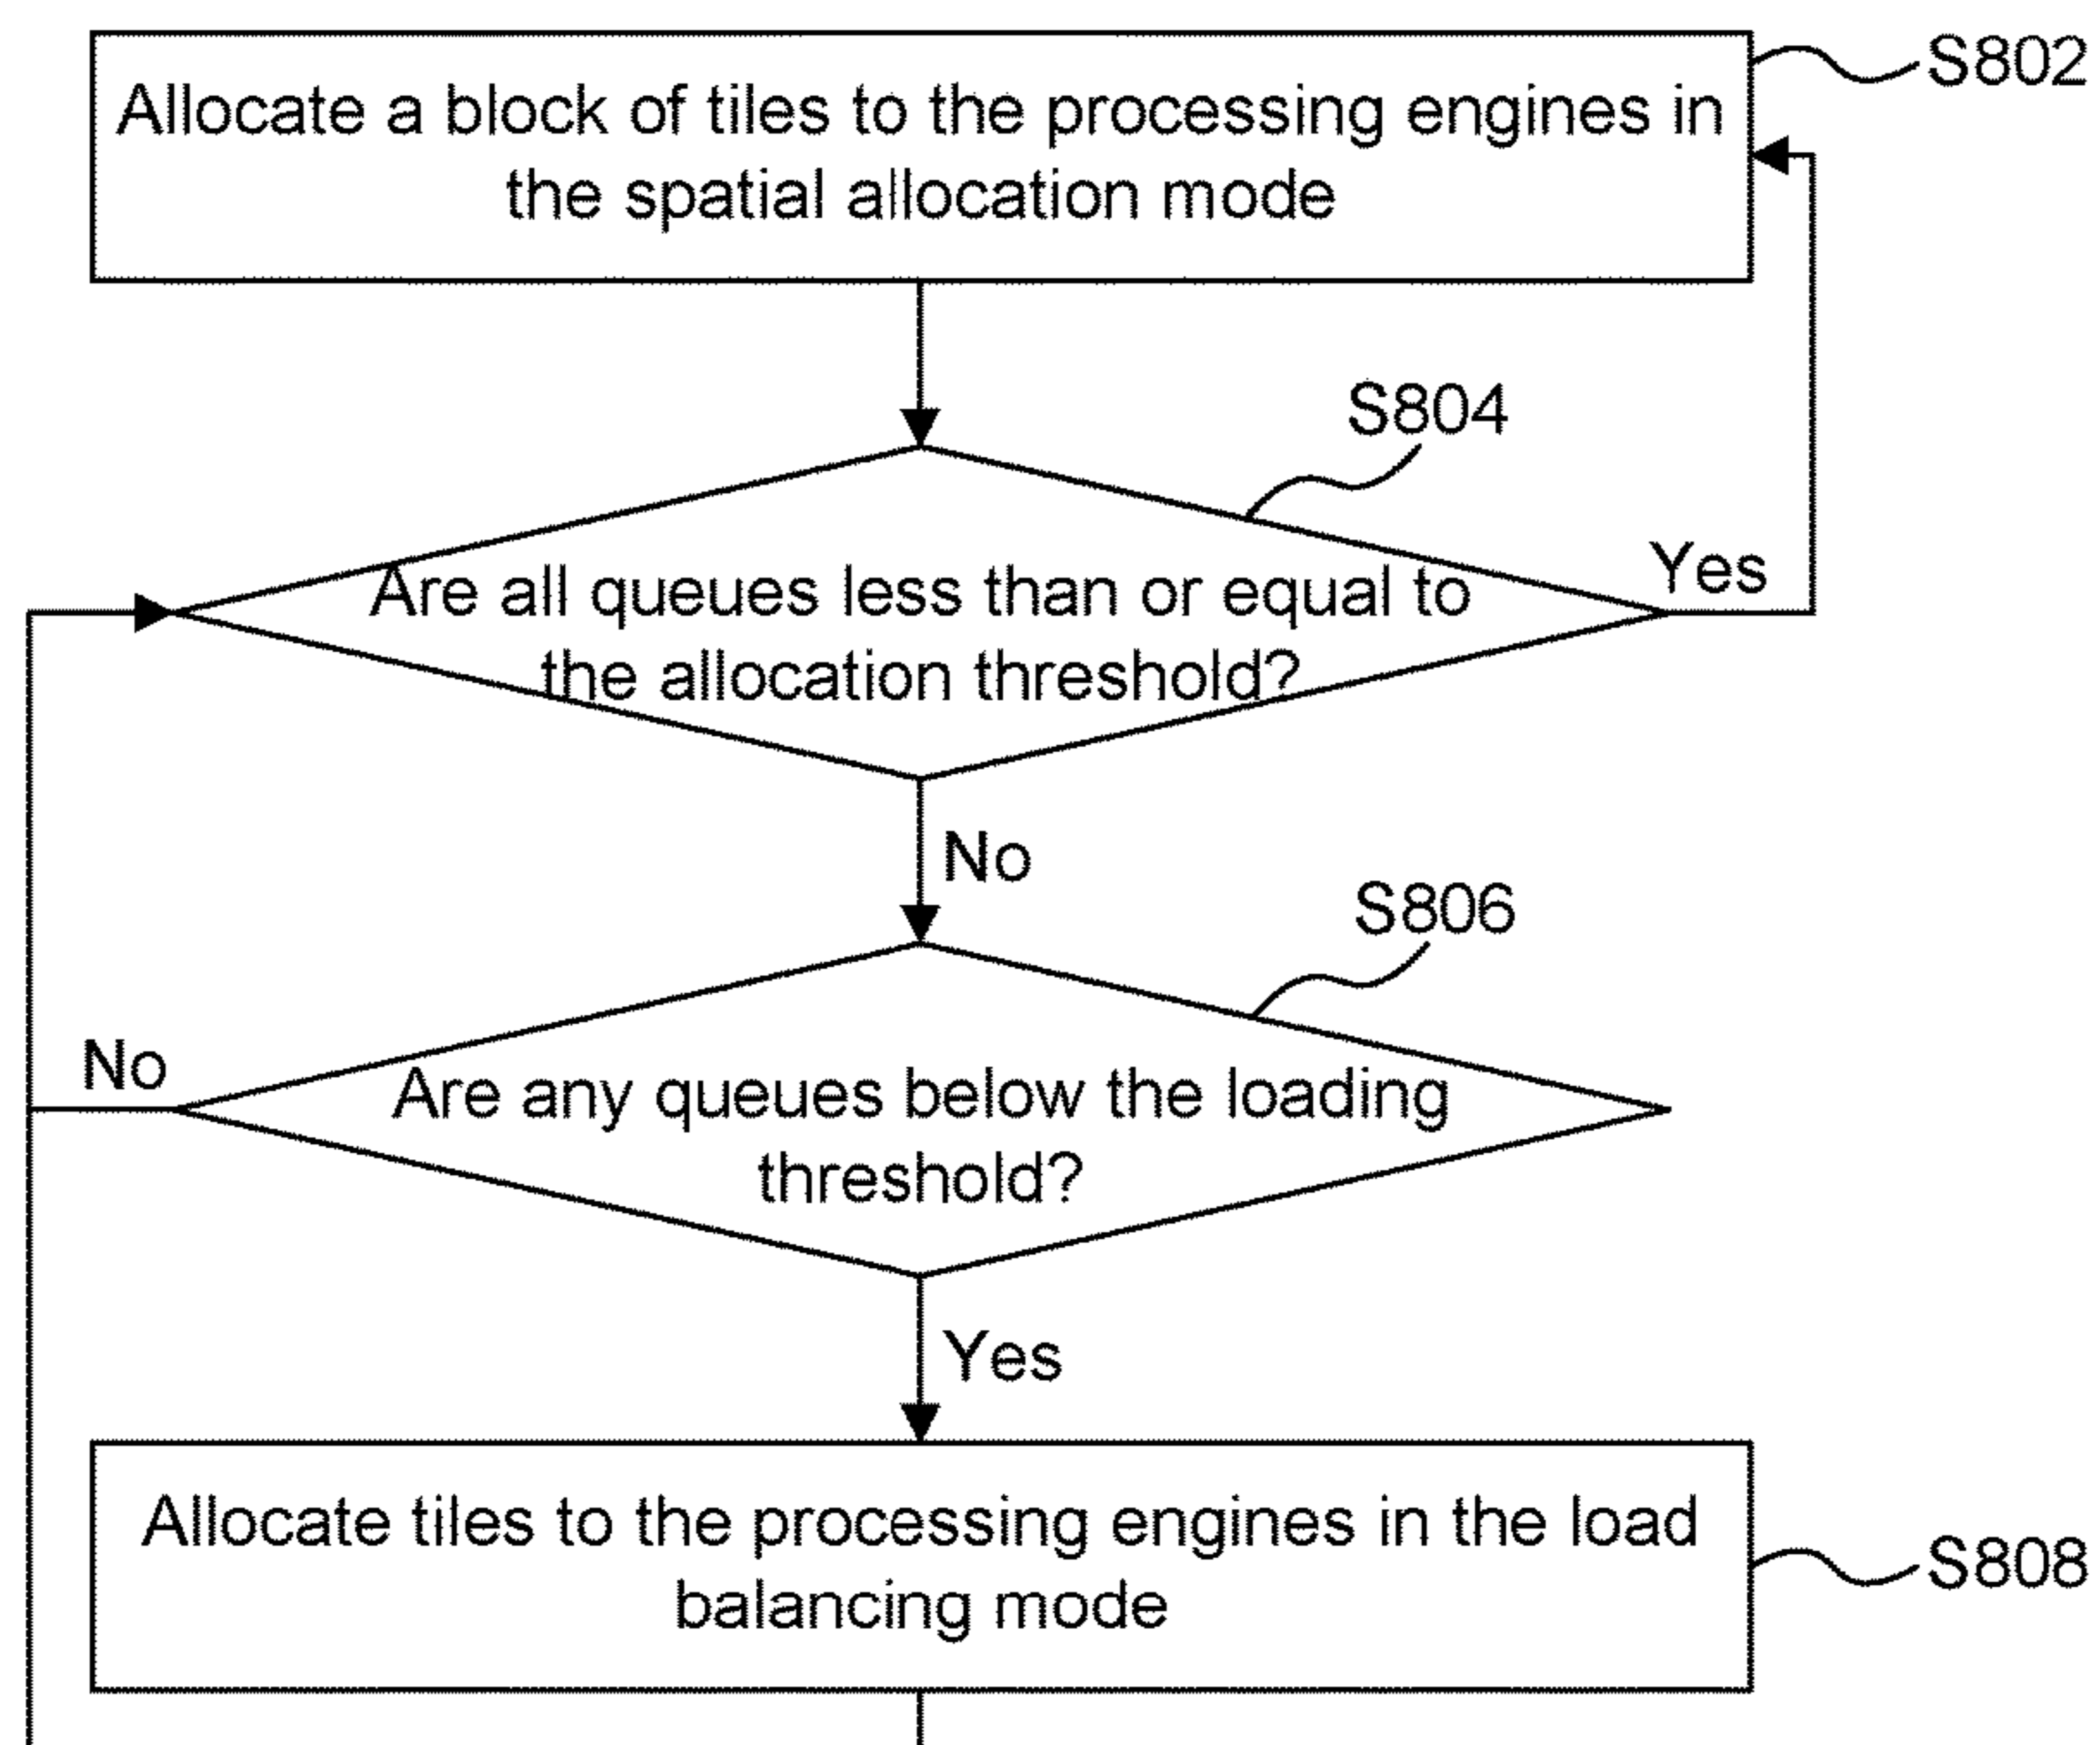 S802
Allocate a block of tiles to the processing engines in
the spatial allocation mode
S804
Are all queues less than or equal to
the allocation threshold?
Yes
No
S806
Are any queues below the loading
threshold?
No
Yes
Allocate tiles to the processing engines in the load
balancing mode
S808